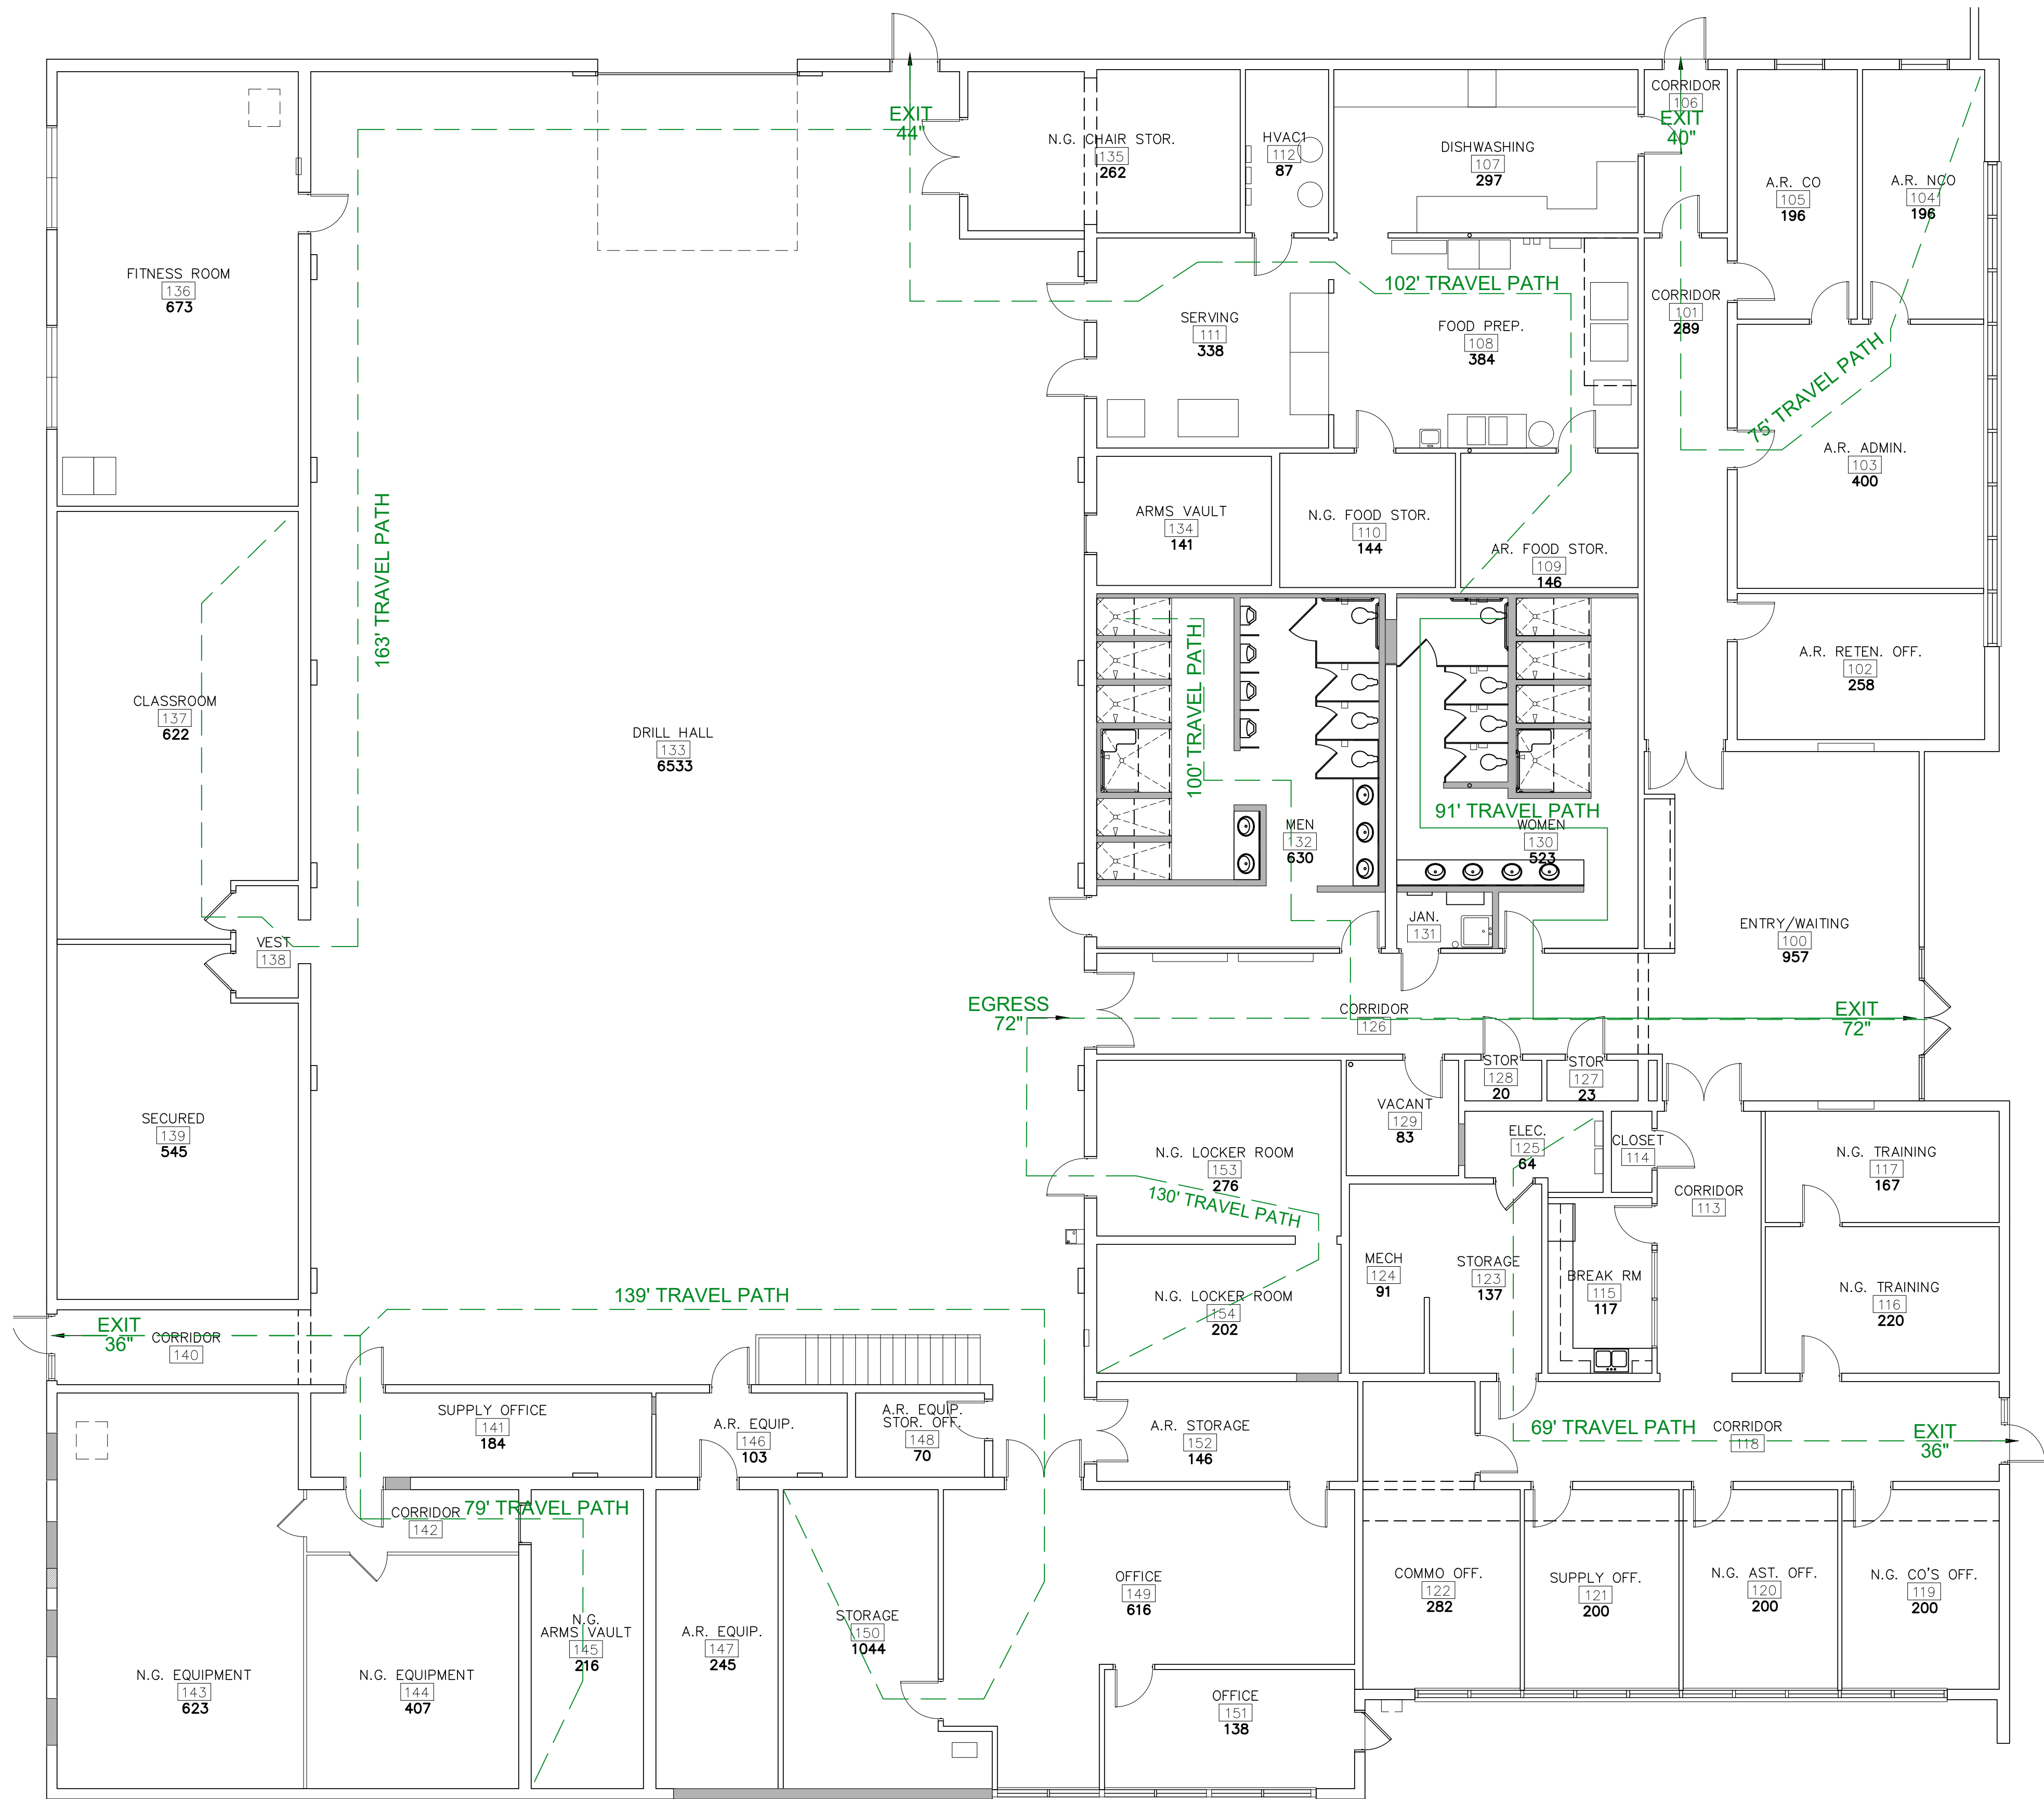 CORRIDOR
106
EXIT
40"
EXIT
44"
N.G. CHAIR STOR.
135
262
HVAC1
112
87
DISHWASHING
107
297
A.R. CO
105
196
A.R. NCO
104
196
FITNESS ROOM
136
673
102' TRAVEL PATH
SERVING
111
338
FOOD PREP.
108
384
CORRIDOR
101
289
75' TRAVEL PATH
A.R. ADMIN.
103
400
163' TRAVEL PATH
ARMS VAULT
134
141
N.G. FOOD STOR.
110
144
AR. FOOD STOR.
109
146
A.R. RETEN. OFF.
102
258
CLASSROOM
137
622
DRILL HALL
133
6533
100' TRAVEL PATH
91' TRAVEL PATH
MEN
132
630
WOMEN
130
523
JAN.
131
ENTRY/WAITING
100
957
VEST
138
EGRESS
72"
CORRIDOR
126
EXIT
72"
STOR
128
20
STOR
127
23
VACANT
129
83
SECURED
139
545
N.G. LOCKER ROOM
153
276
130' TRAVEL PATH
ELEC.
125
64
CLOSET
114
CORRIDOR
113
N.G. TRAINING
117
167
MECH
124
91
STORAGE
123
137
BREAK RM
115
117
N.G. TRAINING
116
220
N.G. LOCKER ROOM
154
202
139' TRAVEL PATH
EXIT
36"
CORRIDOR
140
SUPPLY OFFICE
141
184
A.R. EQUIP.
146
103
A.R. EQUIP.
STOR. OFF.
148
70
A.R. STORAGE
152
146
69' TRAVEL PATH
CORRIDOR
118
EXIT
36"
79' TRAVEL PATH
CORRIDOR
142
N.G. EQUIPMENT
143
623
N.G. EQUIPMENT
144
407
N.G.
ARMS VAULT
145
216
A.R. EQUIP.
147
245
STORAGE
150
1044
OFFICE
149
616
OFFICE
151
138
COMMO OFF.
122
282
SUPPLY OFF.
121
200
N.G. AST. OFF.
120
200
N.G. CO'S OFF.
119
200